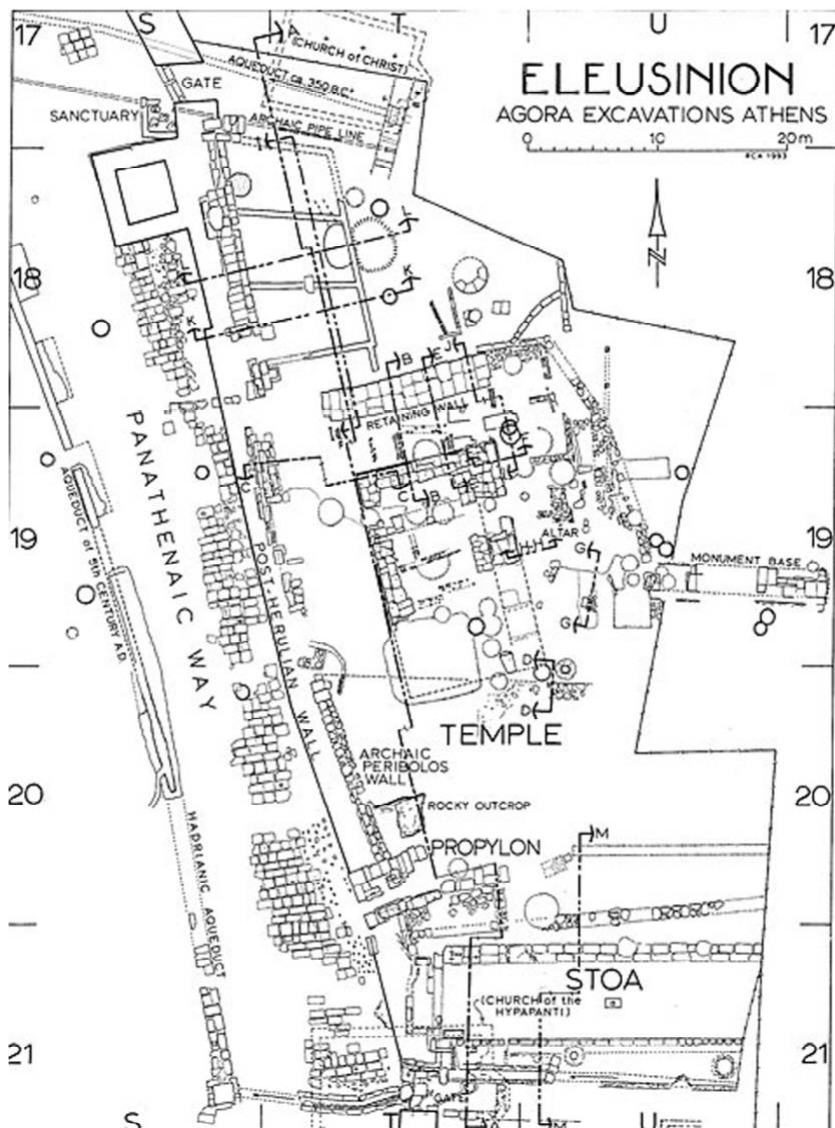 17
S
T
U
17
(CHURCH of CHRIST)
AQUEDUCT ca. 350 B.C.
ELEUSINION
AGORA EXCAVATIONS ATHENS
0 10 20m
RCA 1993
GATE
SANCTUARY
ARCHAIC PIPE LINE
N
A
I
I
K
18
18
K
B
E
J
RETAINING WALL
C
C
B
E
F
PANATHENAIC WAY
AQUEDUCT of 5th CENTURY A.D.
POST-HERULIAN WALL
19
19
ALTAR
G
G
MONUMENT BASE
D
D
TEMPLE
ARCHAIC
PERIBOLOS
WALL
20
20
ROCKY OUTCROP
PROPYLON
M
HADRIANIC AQUEDUCT
STOA
(CHURCH of the
HYPAPANTI)
21
21
GATE
A
M
S
T
U